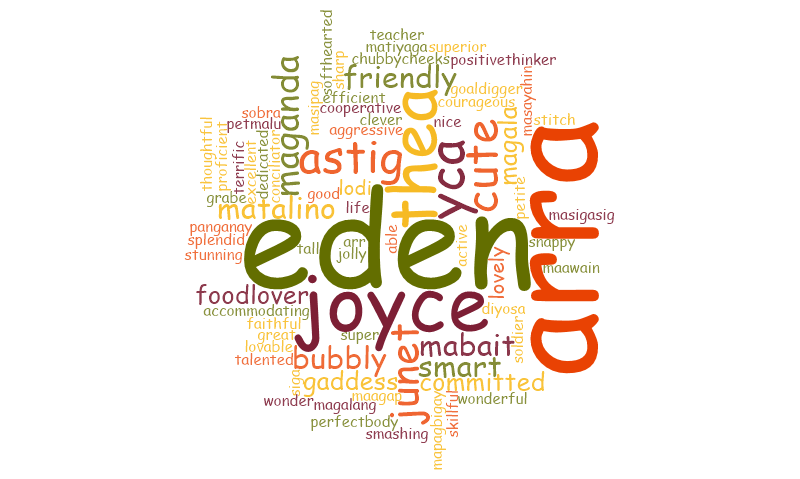 teacher
matiyaga
superior
softhearted
sharp
chubbycheeks
positivethinker
maganda
friendly
goaldigger
masayahin
masipag
efficient
courageous
thea
cooperative
sobra
petmalu
clever
nice
magala
stitch
thoughtful
proficient
terrific
excellent
dedicated
conciliator
aggressive
astig
yca
cute
arra
grabe
good
lodi
petite
matalino
life
masigasig
panganay
splendid
stunning
tall
eden
arr
jolly
able
active
snappy
maawain
lovely
foodlover
joyce
accommodating
diyosa
faithful
great
lovable
super
soldier
talented
bubbly
junet
mabait
smart
siga
gaddess
committed
maagap
wonder
magalang
mapagbigay
skillful
wonderful
perfectbody
smashing